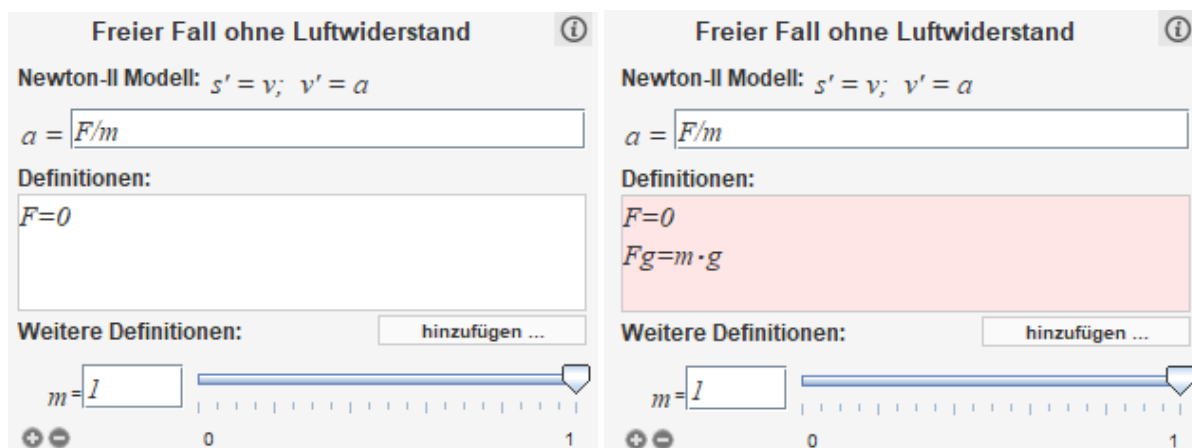 Freier Fall ohne Luftwiderstand
Newton-II Modell: s' = v; v' = a
a = F/m
Definitionen:
F=0
Weitere Definitionen:
hinzufügen ...
m= 1
0 1
Freier Fall ohne Luftwiderstand
Newton-II Modell: s' = v; v' = a
a = F/m
Definitionen:
F=0
Fg=m·g
Weitere Definitionen:
hinzufügen ...
m= 1
0 1